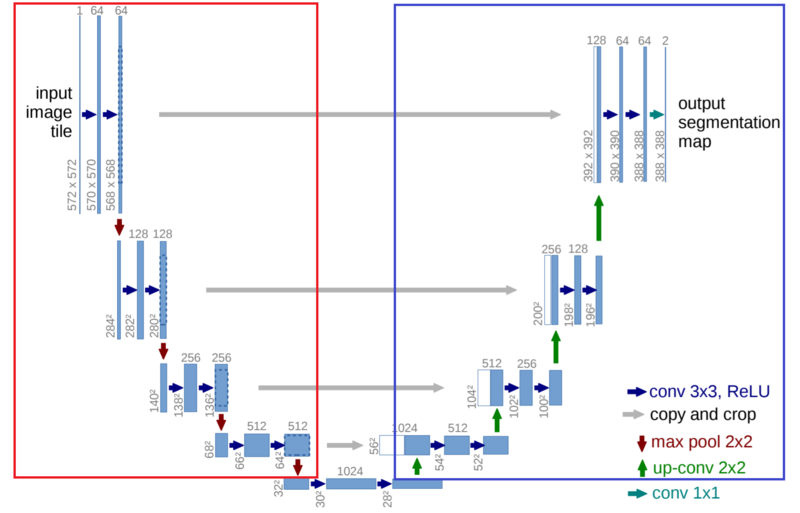 1 64 64
input
image
tile
572 x 572
570 x 570
568 x 568
128 64 64 2
output
segmentation
map
392 x 392
390 x 390
388 x 388
388 x 388
128 128
284²
282²
280²
256 128
200²
198²
196²
256 256
140²
138²
136²
512 256
104²
102²
100²
512 512
68²
66²
64²
1024 512
56²
54²
52²
1024
32²
30²
28²
conv 3x3, ReLU
copy and crop
max pool 2x2
up-conv 2x2
conv 1x1